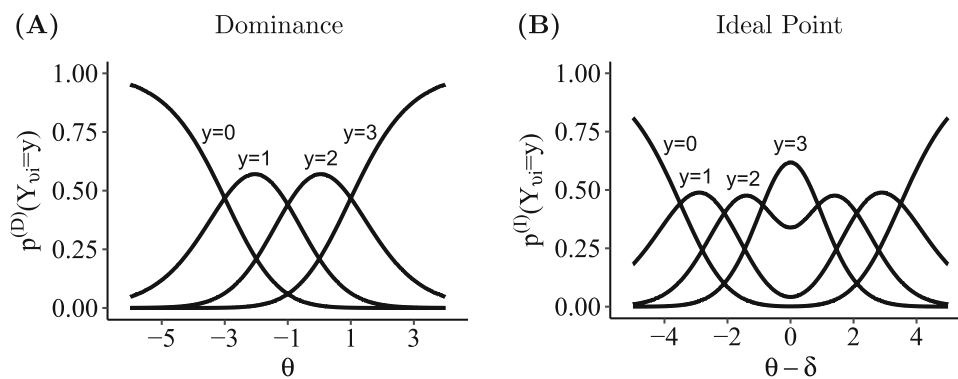 (A) Dominance
1.00
0.75
0.50
0.25
0.00
p(D)(Yυi=y)
y=0
y=1
y=2
y=3
−5 −3 −1 1 3
θ
(B) Ideal Point
1.00
0.75
0.50
0.25
0.00
p(I)(Yυi=y)
y=0
y=1
y=2
y=3
−4 −2 0 2 4
θ − δ